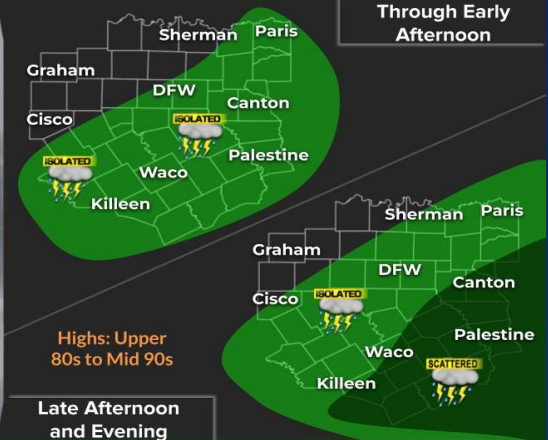 Through Early
Afternoon
Sherman
Paris
Graham
DFW
Canton
Cisco
ISOLATED
ISOLATED
Palestine
Waco
Killeen
Sherman
Paris
Graham
DFW
Canton
Cisco
ISOLATED
Palestine
Waco
SCATTERED
Killeen
Highs: Upper
80s to Mid 90s
Late Afternoon
and Evening